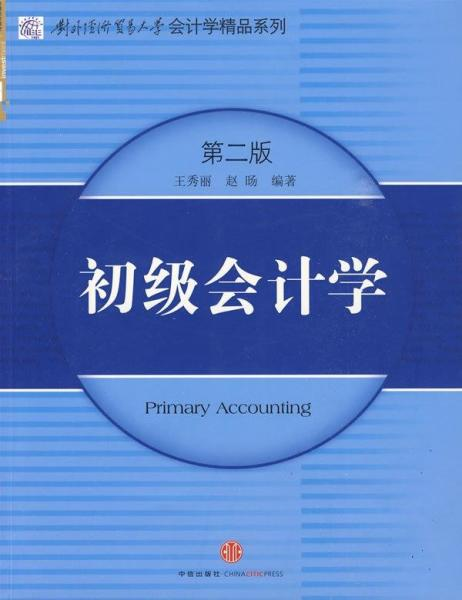 對外经济贸易大学会计学精品系列
第二版
王秀丽 赵旸 编著
初级会计学
Primary Accounting
中信出版社·CHINACITICPRESS